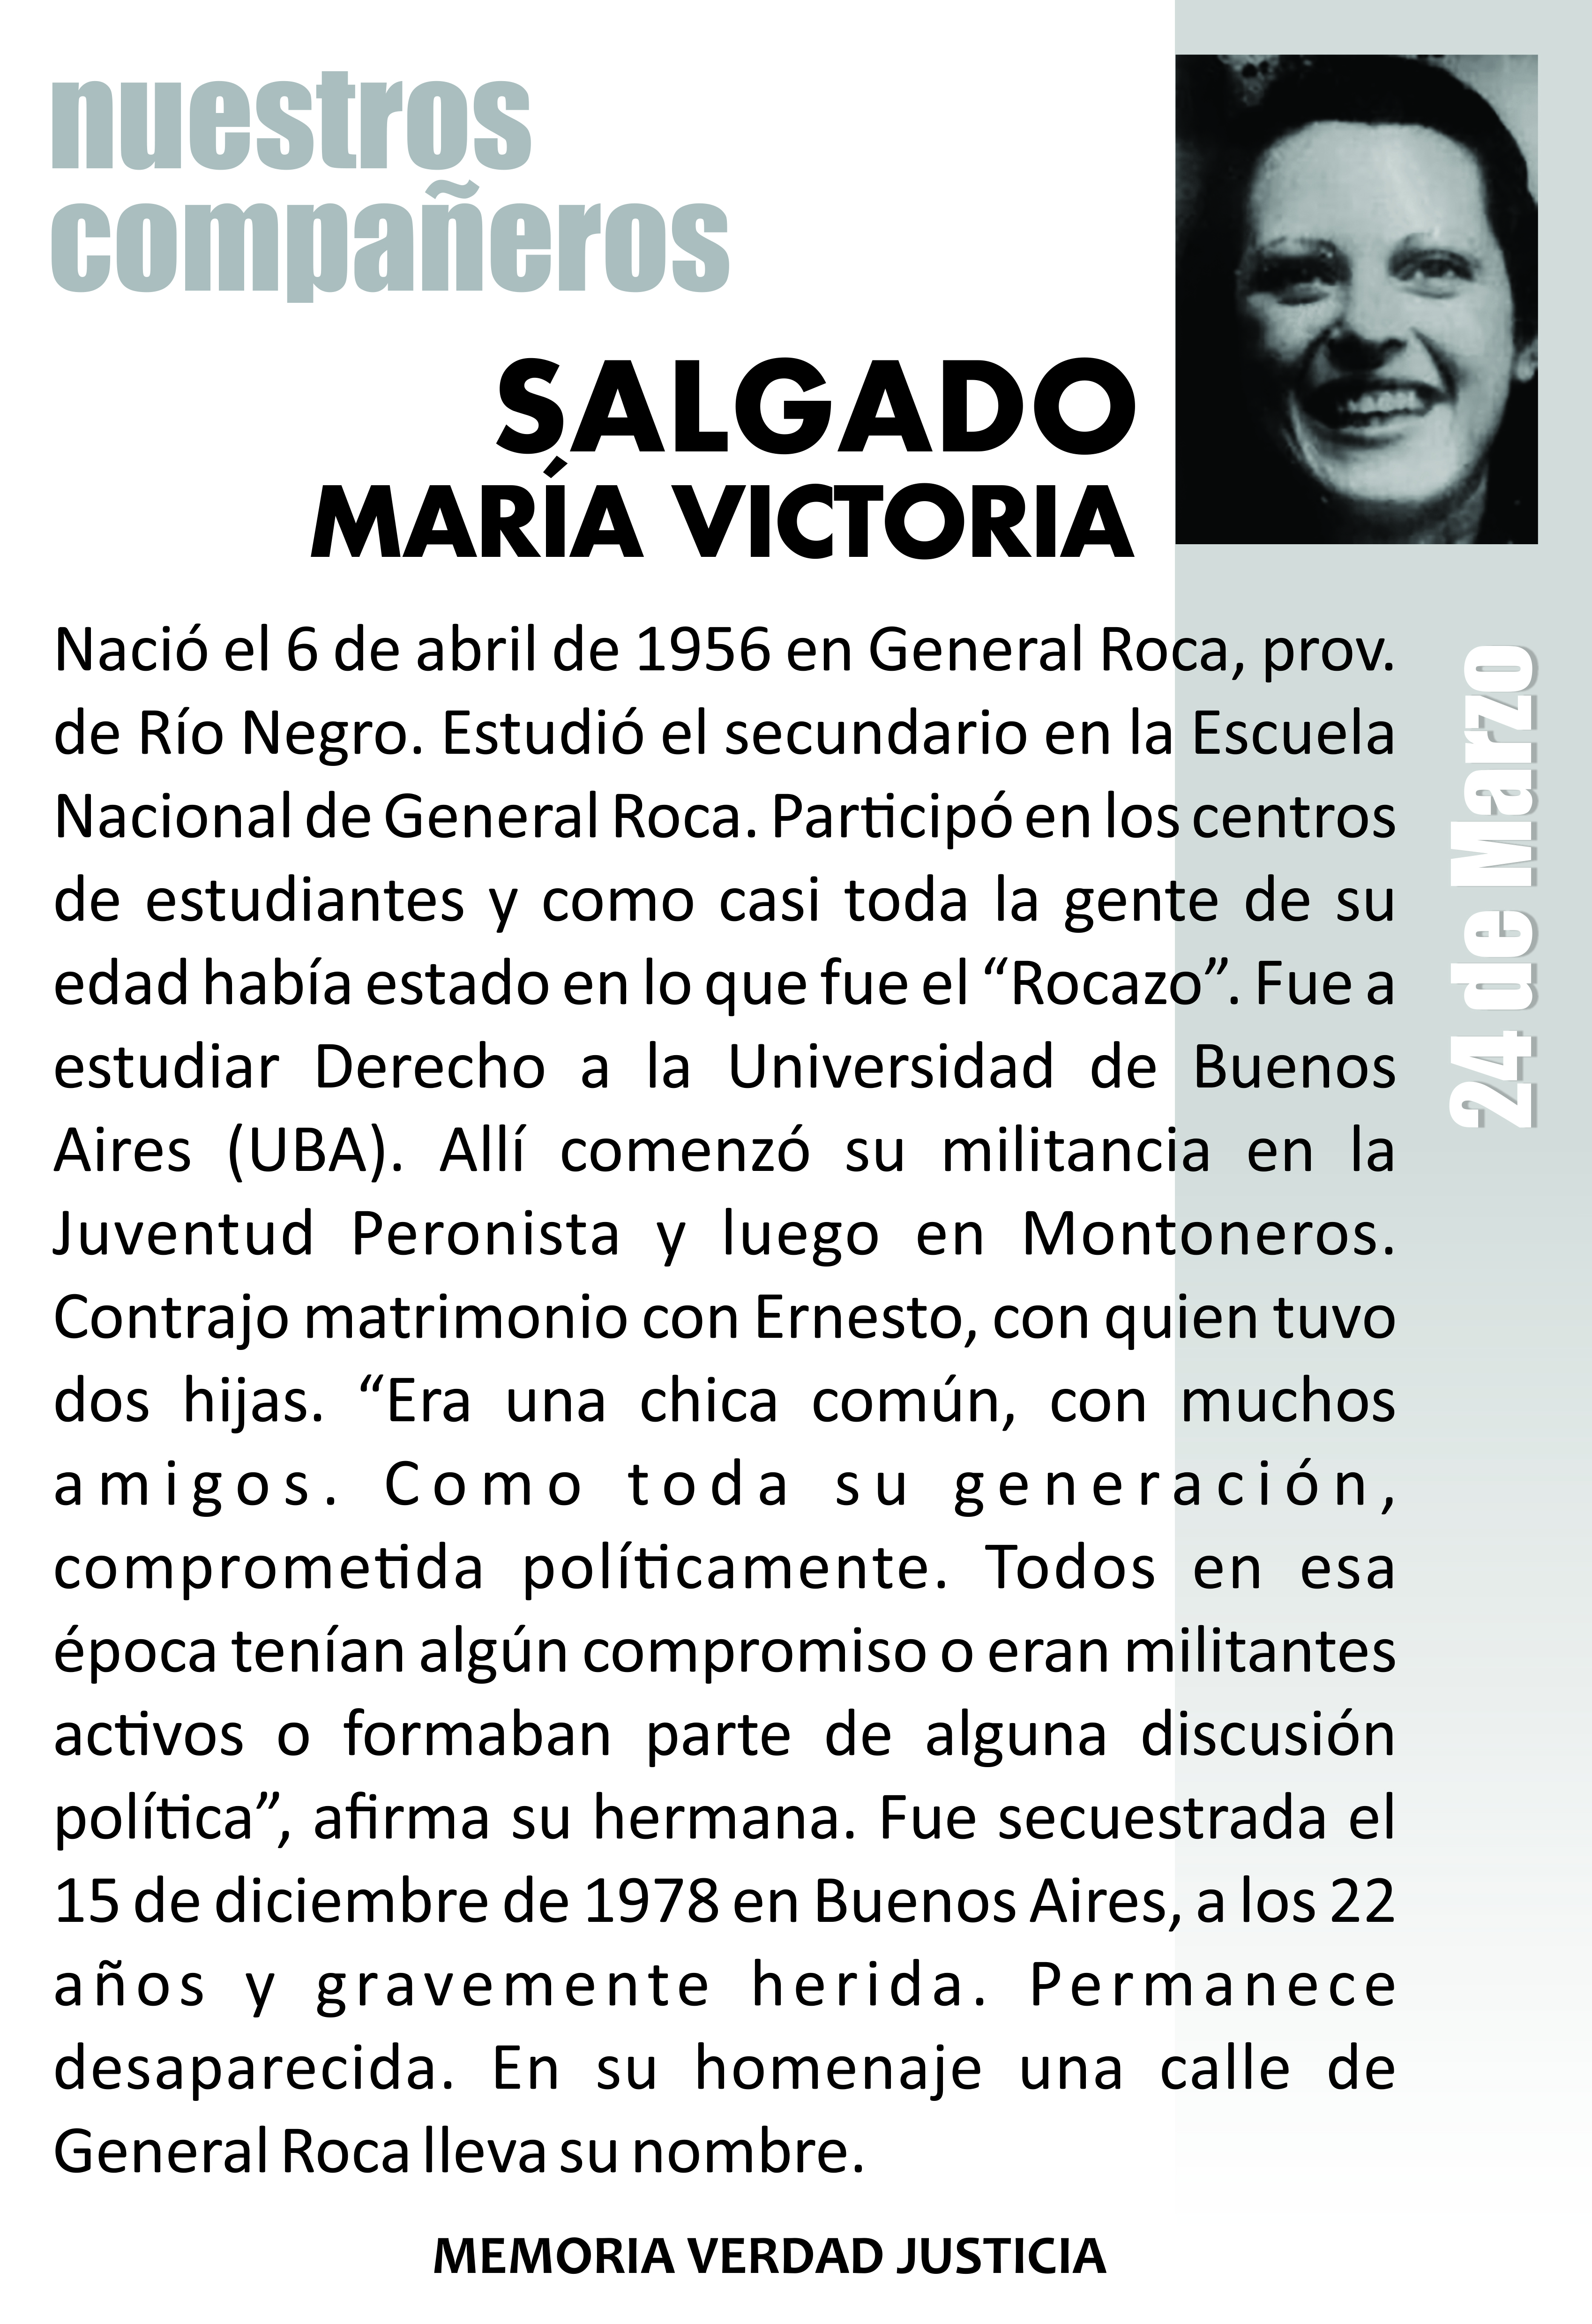 nuestros
compañeros
SALGADO
MARÍA VICTORIA
Nació el 6 de abril de 1956 en General Roca, prov.
de Río Negro. Estudió el secundario en la Escuela
Nacional de General Roca. Participó en los centros
de estudiantes y como casi toda la gente de su
edad había estado en lo que fue el “Rocazo”. Fue a
estudiar Derecho a la Universidad de Buenos
Aires (UBA). Allí comenzó su militancia en la
Juventud Peronista y luego en Montoneros.
Contrajo matrimonio con Ernesto, con quien tuvo
dos hijas. “Era una chica común, con muchos
amigos. Como toda su generación,
comprometida políticamente. Todos en esa
época tenían algún compromiso o eran militantes
activos o formaban parte de alguna discusión
política”, afirma su hermana. Fue secuestrada el
15 de diciembre de 1978 en Buenos Aires, a los 22
años y gravemente herida. Permanece
desaparecida. En su homenaje una calle de
General Roca lleva su nombre.
24 de Marzo
MEMORIA VERDAD JUSTICIA